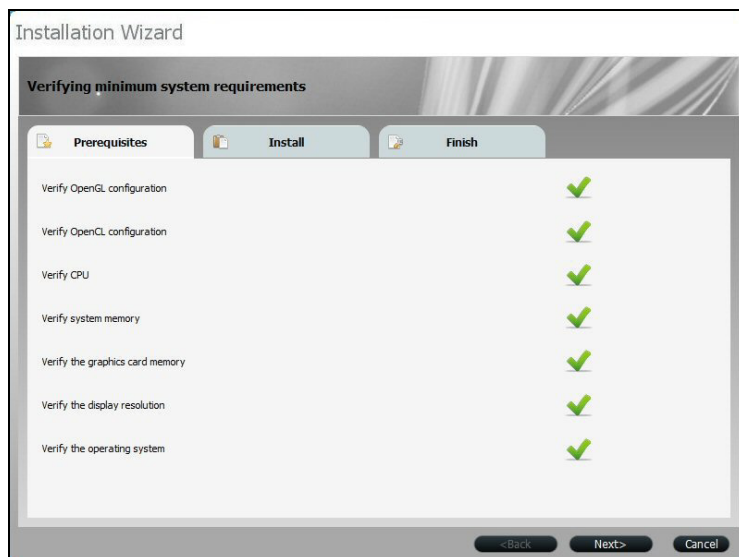 Installation Wizard
Verifying minimum system requirements
Prerequisites Install Finish
Verify OpenGL configuration
Verify OpenCL configuration
Verify CPU
Verify system memory
Verify the graphics card memory
Verify the display resolution
Verify the operating system
<Back Next> Cancel